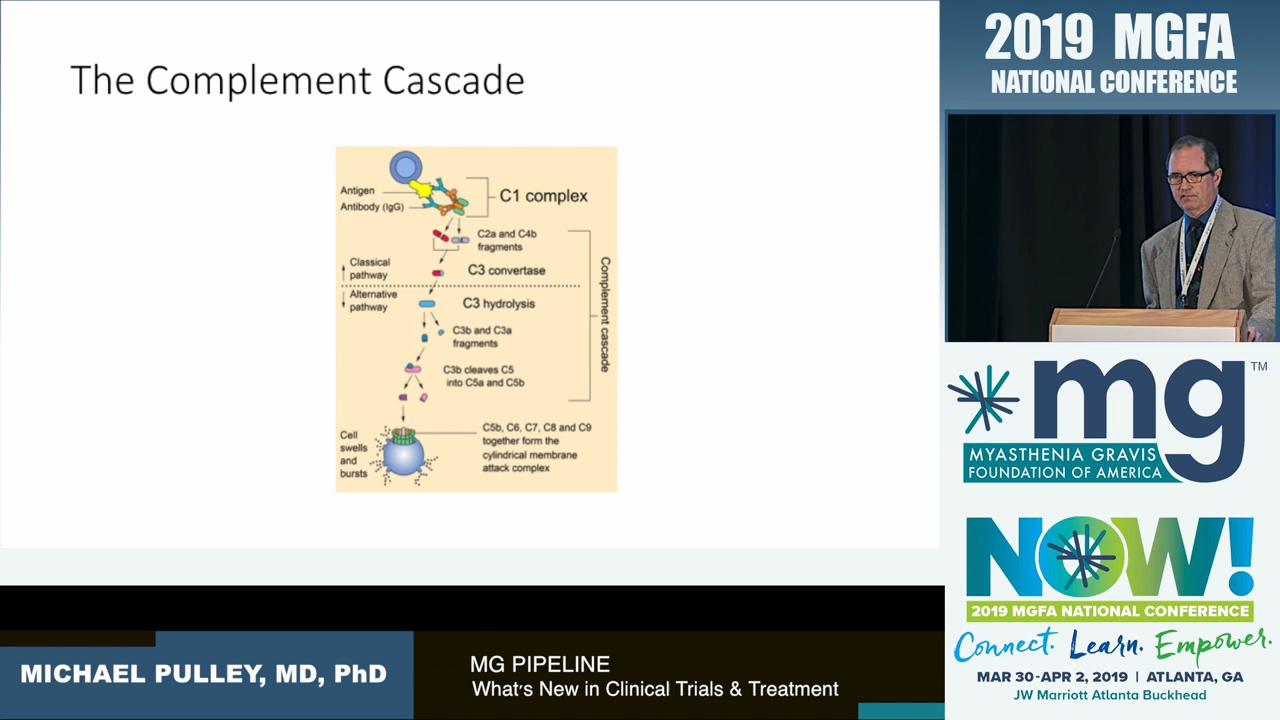 The Complement Cascade
Antigen
Antibody (IgG)
C1 complex
C2a and C4b
fragments
Classical
pathway
C3 convertase
Alternative
pathway
C3 hydrolysis
C3b and C3a
fragments
C3b cleaves C5
into C5a and C5b
Complement cascade
Cell
swells
and
bursts
C5b, C6, C7, C8 and C9
together form the
cylindrical membrane
attack complex
2019 MGFA
NATIONAL CONFERENCE
mg™
MYASTHENIA GRAVIS
FOUNDATION OF AMERICA
NOW!
2019 MGFA NATIONAL CONFERENCE
Connect. Learn. Empower.
MAR 30-APR 2, 2019 | ATLANTA, GA
JW Marriott Atlanta Buckhead
MICHAEL PULLEY, MD, PhD
MG PIPELINE
What's New in Clinical Trials & Treatment